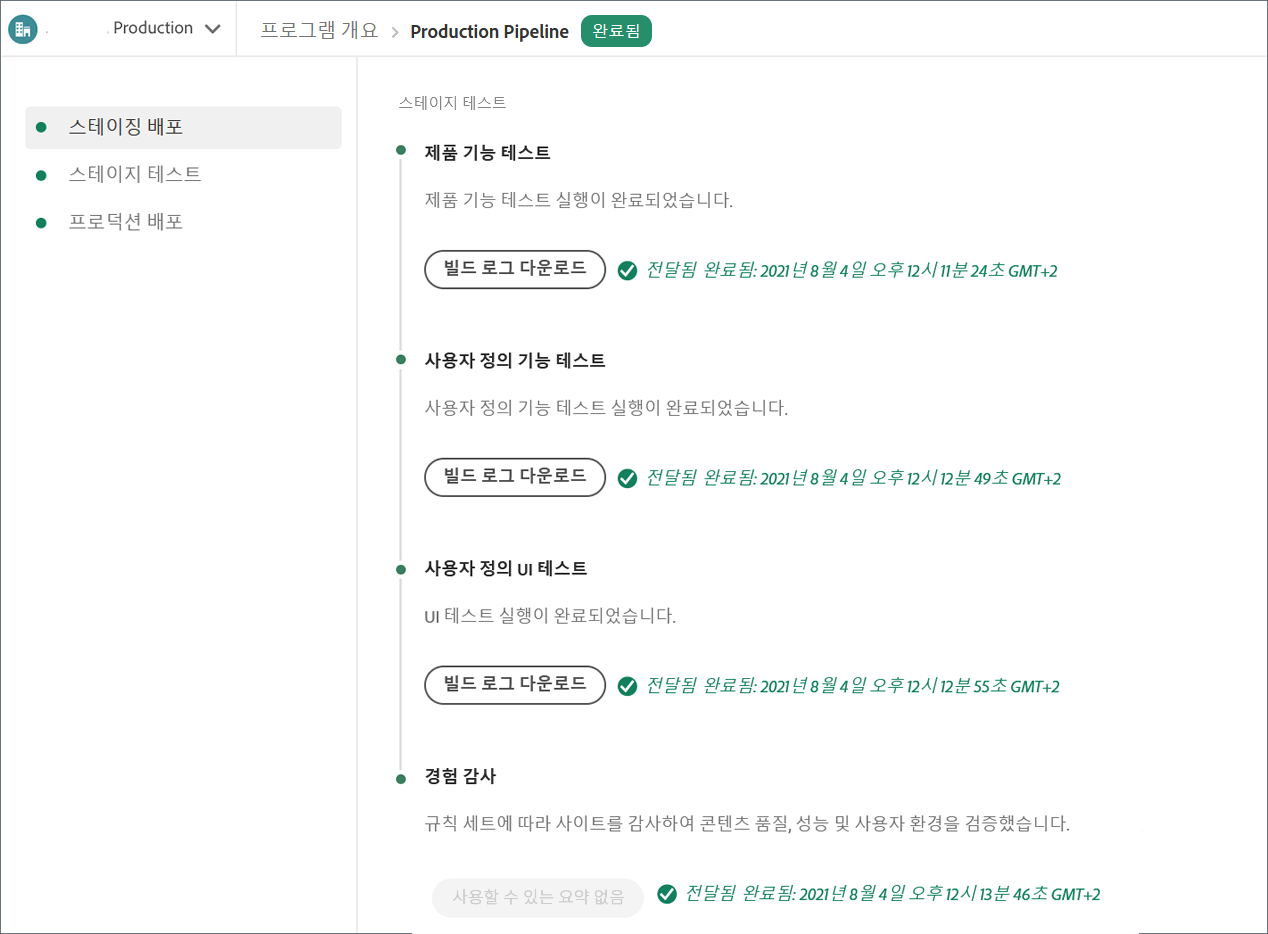 Production
프로그램 개요 > Production Pipeline 완료됨
스테이징 배포
스테이지 테스트
프로덕션 배포
스테이지 테스트
제품 기능 테스트
제품 기능 테스트 실행이 완료되었습니다.
빌드 로그 다운로드 전달됨 완료됨: 2021년 8월 4일 오후 12시 11분 24초 GMT+2
사용자 정의 기능 테스트
사용자 정의 기능 테스트 실행이 완료되었습니다.
빌드 로그 다운로드 전달됨 완료됨: 2021년 8월 4일 오후 12시 12분 49초 GMT+2
사용자 정의 UI 테스트
UI 테스트 실행이 완료되었습니다.
빌드 로그 다운로드 전달됨 완료됨: 2021년 8월 4일 오후 12시 12분 55초 GMT+2
경험 감사
규칙 세트에 따라 사이트를 감사하여 콘텐츠 품질, 성능 및 사용자 환경을 검증했습니다.
사용할 수 있는 요약 없음 전달됨 완료됨: 2021년 8월 4일 오후 12시 13분 46초 GMT+2